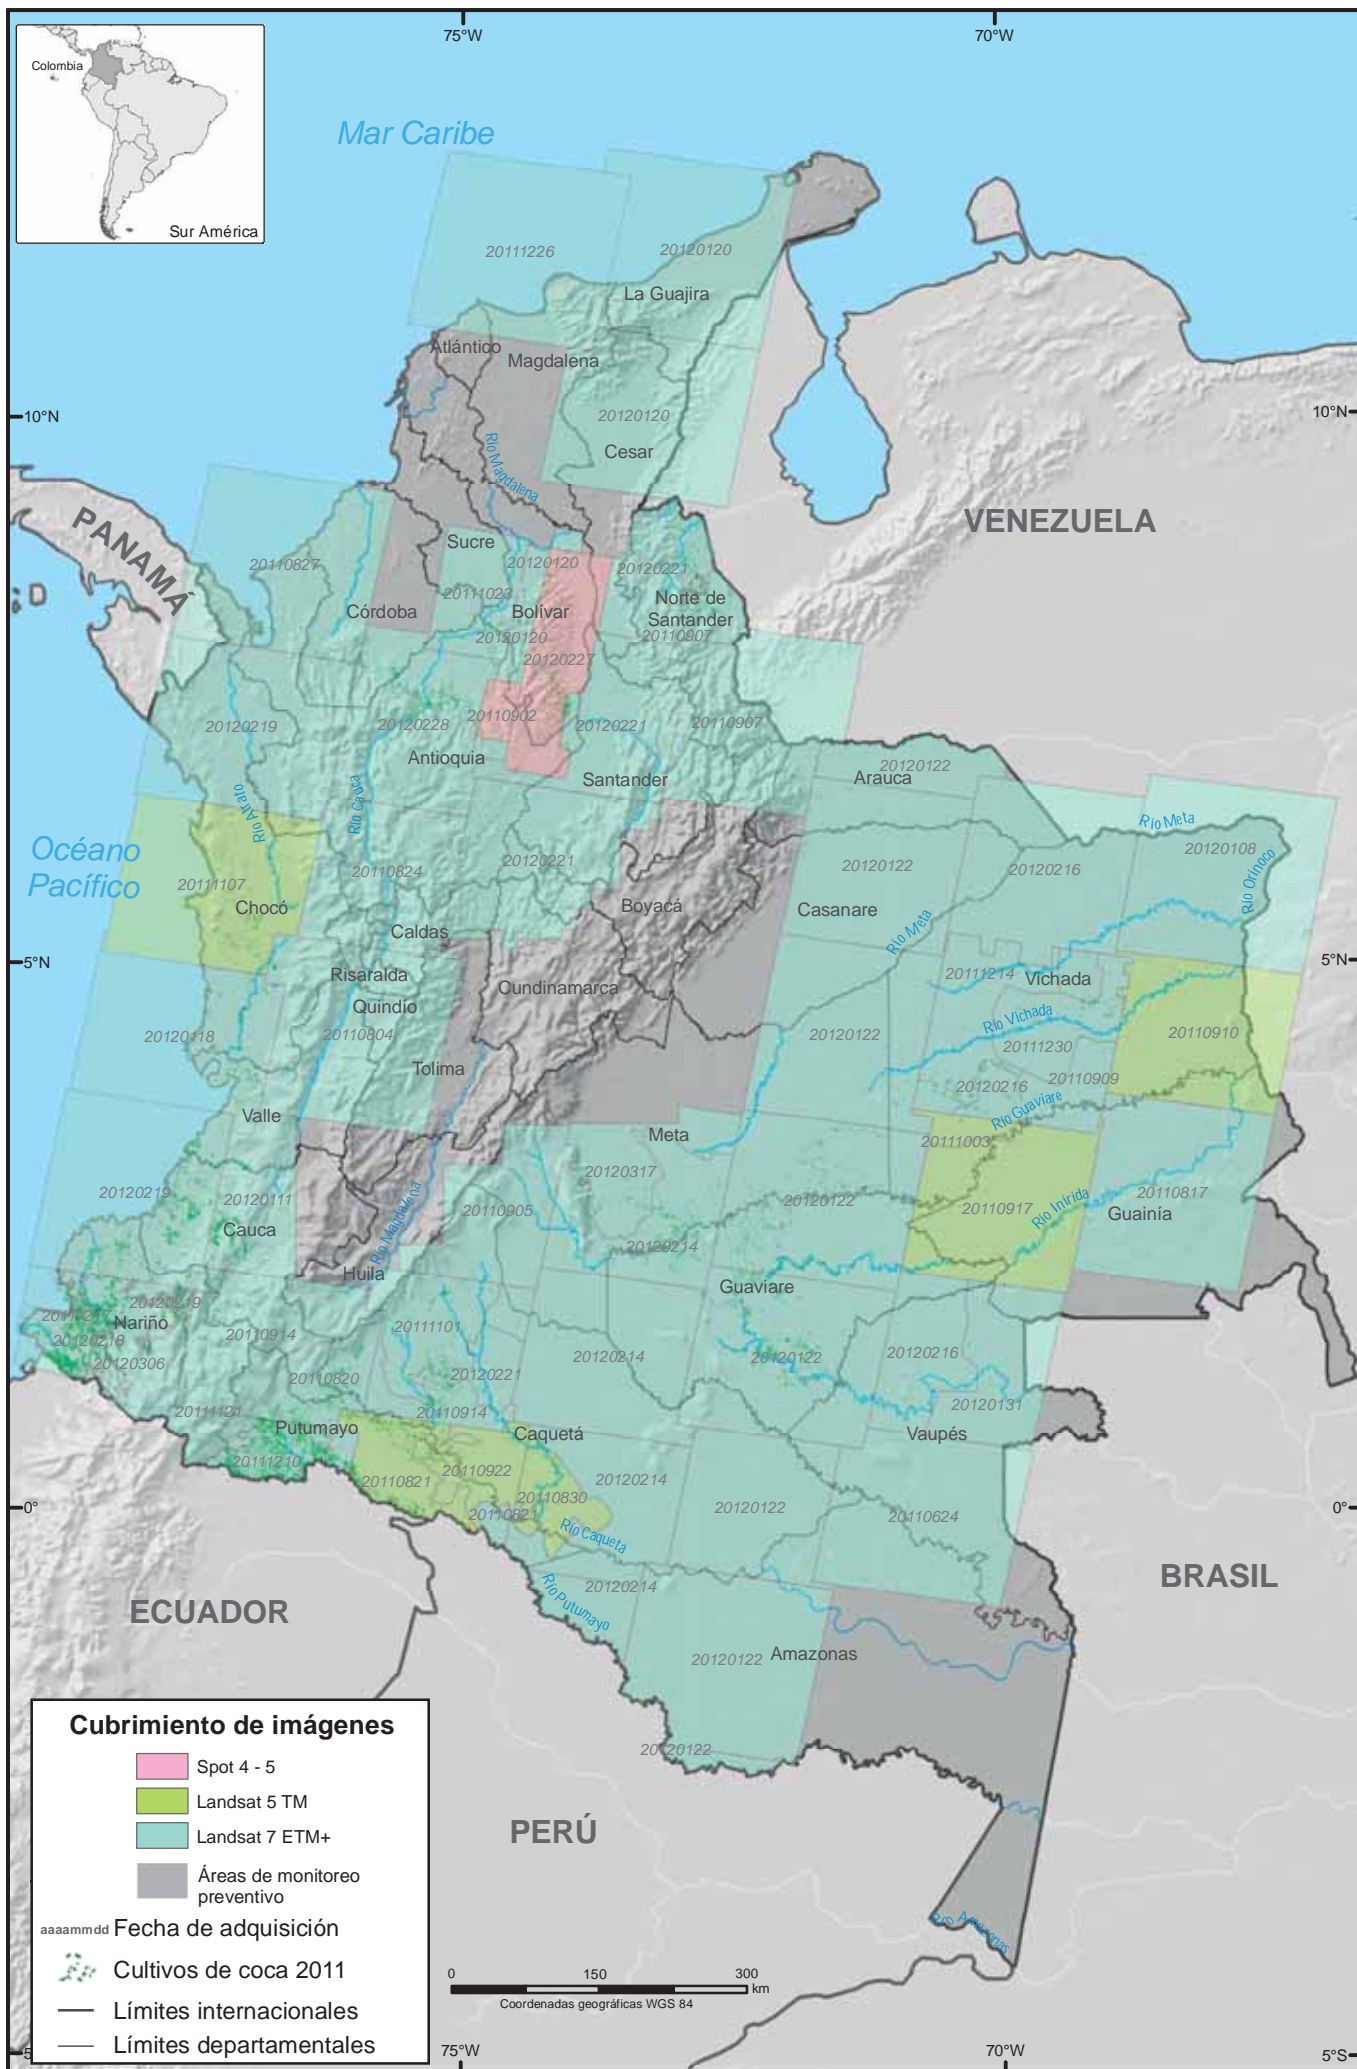 75°W
70°W
Colombia
Sur América
Mar Caribe
20111226
20120120
La Guajira
Atlántico
Magdalena
10°N
10°N
20120120
Cesar
Río Magdalena
VENEZUELA
PANAMÁ
Sucre
20110827
20120120
20120221
20111023
Córdoba
Bolívar
Norte de
Santander
20120120
20110907
20120227
20110902
20120219
20120228
20120221
20110907
Antioquia
Santander
20120122
Arauca
Río Atrato
Río Cauca
Río Meta
Océano
Pacífico
20111107
20110824
20120221
20120122
20120216
20120108
Chocó
Boyacá
Casanare
Río Orinoco
Caldas
Río Meta
5°N
5°N
Risaralda
Cundinamarca
20111214
Vichada
Quindío
Río Vichada
20120118
20110804
20120122
20111230
20110910
Tolima
20120216
20110909
Valle
Río Guaviare
Meta
20111003
20120317
20120219
20120111
20110905
20120122
20110917
Río Inírida
20110817
Guainía
Cauca
Río Magdalena
20120214
Huila
Guaviare
20120219
20111217
Nariño
20120218
20110914
20111101
20120306
20120214
20120122
20120216
20110820
20120221
20120131
20111121
20110914
Putumayo
Caquetá
Vaupés
20111210
20110821
20110922
20120214
20110830
20110821
20120122
20110624
0°
0°
Río Caquetá
BRASIL
20120214
Río Putumayo
ECUADOR
20120122
Amazonas
20120122
PERÚ
Río Amazonas
Cubrimiento de imágenes
Spot 4 - 5
Landsat 5 TM
Landsat 7 ETM+
Áreas de monitoreo
preventivo
aaaammdd Fecha de adquisición
Cultivos de coca 2011
Límites internacionales
Límites departamentales
0 150 300
km
Coordenadas geográficas WGS 84
75°W
70°W
5°S